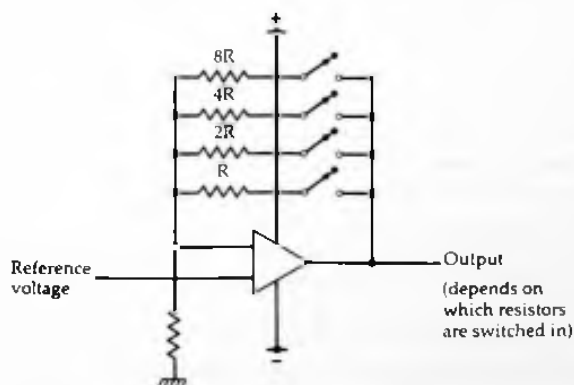 +
8R
4R
2R
R
Reference
voltage
Output
(depends on
which resistors
are switched in)
−